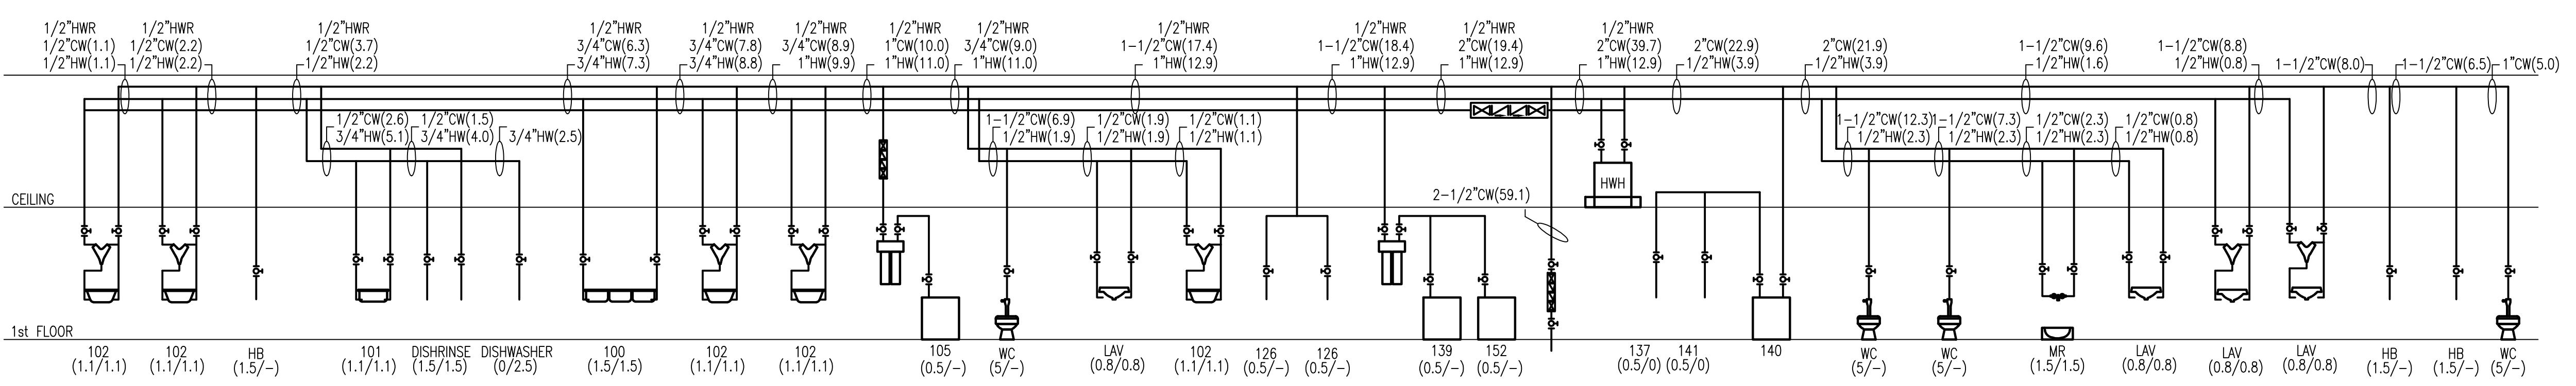 1/2"HWR
1/2"CW(1.1)
1/2"HW(1.1)
1/2"HWR
1/2"CW(2.2)
1/2"HW(2.2)
1/2"HWR
1/2"CW(3.7)
1/2"HW(2.2)
1/2"HWR
3/4"CW(6.3)
3/4"HW(7.3)
1/2"HWR
3/4"CW(7.8)
3/4"HW(8.8)
1/2"HWR
3/4"CW(8.9)
1"HW(9.9)
1/2"HWR
1"CW(10.0)
1"HW(11.0)
1/2"HWR
3/4"CW(9.0)
1"HW(11.0)
1/2"HWR
1-1/2"CW(17.4)
1"HW(12.9)
1/2"HWR
1-1/2"CW(18.4)
1"HW(12.9)
1/2"HWR
2"CW(19.4)
1"HW(12.9)
1/2"HWR
2"CW(39.7)
1"HW(12.9)
2"CW(22.9)
1/2"HW(3.9)
2"CW(21.9)
1/2"HW(3.9)
1-1/2"CW(9.6)
1/2"HW(1.6)
1-1/2"CW(8.8)
1/2"HW(0.8)
1-1/2"CW(8.0)
1-1/2"CW(6.5)
1"CW(5.0)
1/2"CW(2.6)
3/4"HW(5.1)
1/2"CW(1.5)
3/4"HW(4.0)
3/4"HW(2.5)
1-1/2"CW(6.9)
1/2"HW(1.9)
1/2"CW(1.9)
1/2"HW(1.9)
1/2"CW(1.1)
1/2"HW(1.1)
1-1/2"CW(12.3)
1/2"HW(2.3)
1-1/2"CW(7.3)
1/2"HW(2.3)
1/2"CW(2.3)
1/2"HW(2.3)
1/2"CW(0.8)
1/2"HW(0.8)
HWH
2-1/2"CW(59.1)
CEILING
1st FLOOR
102
(1.1/1.1)
102
(1.1/1.1)
HB
(1.5/-)
101
(1.1/1.1)
DISHRINSE
(1.5/1.5)
DISHWASHER
(0/2.5)
100
(1.5/1.5)
102
(1.1/1.1)
102
(1.1/1.1)
105
(0.5/-)
WC
(5/-)
LAV
(0.8/0.8)
102
(1.1/1.1)
126
(0.5/-)
126
(0.5/-)
139
(0.5/-)
152
(0.5/-)
137
(0.5/0)
141
(0.5/0)
140
WC
(5/-)
WC
(5/-)
MR
(1.5/1.5)
LAV
(0.8/0.8)
LAV
(0.8/0.8)
LAV
(0.8/0.8)
HB
(1.5/-)
HB
(1.5/-)
WC
(5/-)